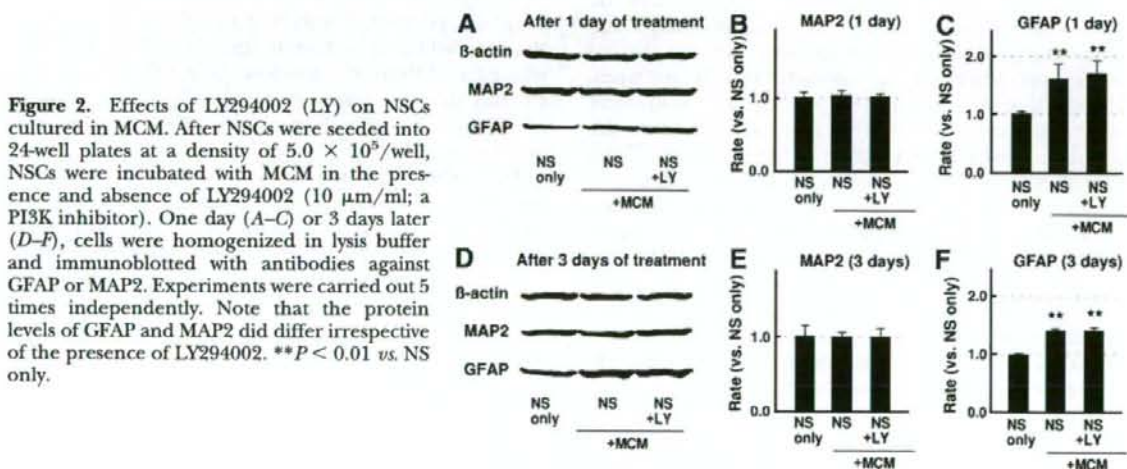 Figure 2. Effects of LY294002 (LY) on NSCs
cultured in MCM. After NSCs were seeded into
24-well plates at a density of 5.0 × 10⁵/well,
NSCs were incubated with MCM in the pres-
ence and absence of LY294002 (10 μm/ml; a
PI3K inhibitor). One day (A–C) or 3 days later
(D–F), cells were homogenized in lysis buffer
and immunoblotted with antibodies against
GFAP or MAP2. Experiments were carried out 5
times independently. Note that the protein
levels of GFAP and MAP2 did differ irrespective
of the presence of LY294002. **P < 0.01 vs. NS
only.
A After 1 day of treatment
ß-actin
MAP2
GFAP
NS only
NS
NS +LY
+MCM
B MAP2 (1 day)
Rate (vs. NS only)
1.0
0.0
NS only
NS
NS +LY
+MCM
C GFAP (1 day)
Rate (vs. NS only)
2.0
1.0
0.0
** **
NS only
NS
NS +LY
+MCM
D After 3 days of treatment
ß-actin
MAP2
GFAP
NS only
NS
NS +LY
+MCM
E MAP2 (3 days)
Rate (vs. NS only)
1.0
0.0
NS only
NS
NS +LY
+MCM
F GFAP (3 days)
Rate (vs. NS only)
2.0
1.0
0.0
** **
NS only
NS
NS +LY
+MCM